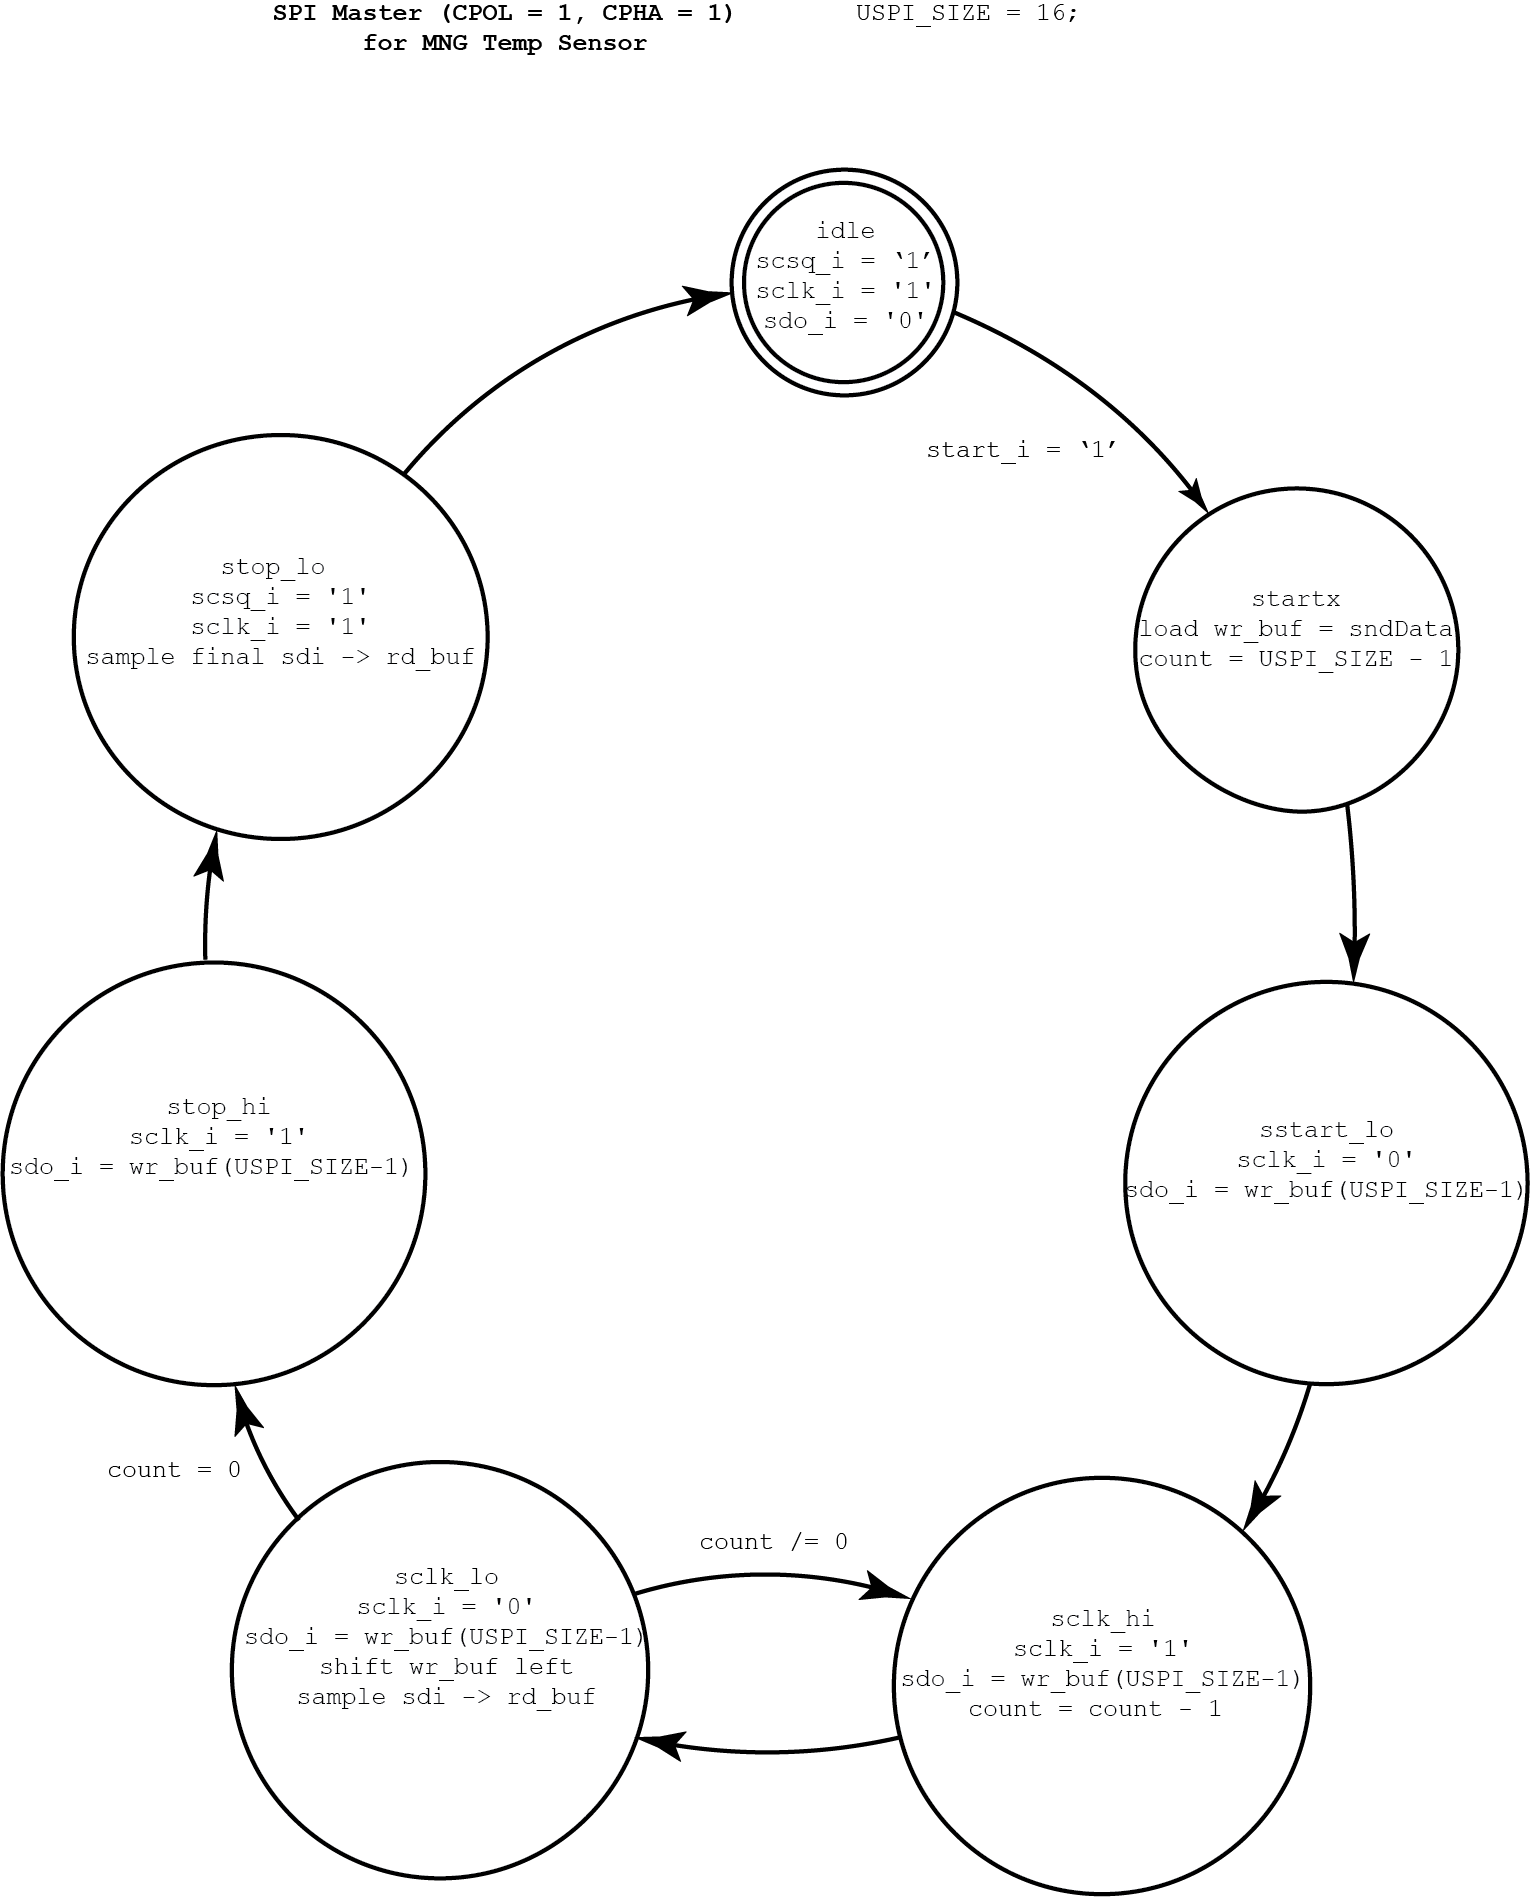 SPI Master (CPOL = 1, CPHA = 1)
for MNG Temp Sensor
USPI_SIZE = 16;
idle
scsq_i = ‘1’
sclk_i = '1'
sdo_i = '0'
start_i = ‘1’
startx
load wr_buf = sndData
count = USPI_SIZE - 1
sstart_lo
sclk_i = '0'
sdo_i = wr_buf(USPI_SIZE-1)
sclk_hi
sclk_i = '1'
sdo_i = wr_buf(USPI_SIZE-1)
count = count - 1
count /= 0
sclk_lo
sclk_i = '0'
sdo_i = wr_buf(USPI_SIZE-1)
shift wr_buf left
sample sdi -> rd_buf
count = 0
stop_hi
sclk_i = '1'
sdo_i = wr_buf(USPI_SIZE-1)
stop_lo
scsq_i = '1'
sclk_i = '1'
sample final sdi -> rd_buf